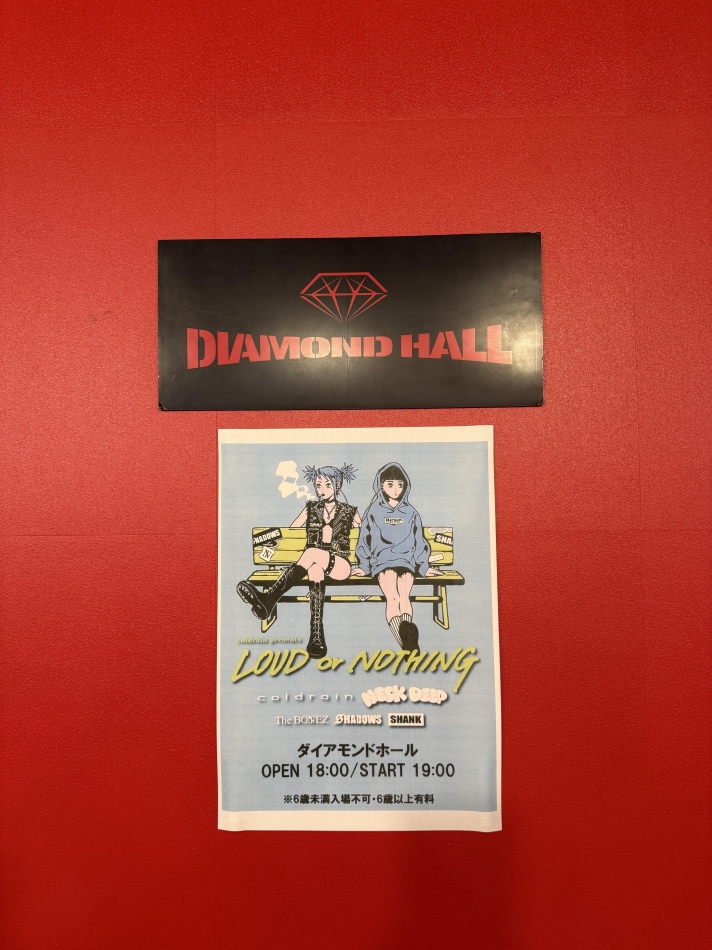 DIAMOND HALL
SHADOWS
SHA
coldrain presents
LOUD or NOTHING
coldrain NECK DEEP
The BONEZ SHADOWS SHANK
ダイアモンドホール
OPEN 18:00/START 19:00
※6歳未満入場不可・6歳以上有料